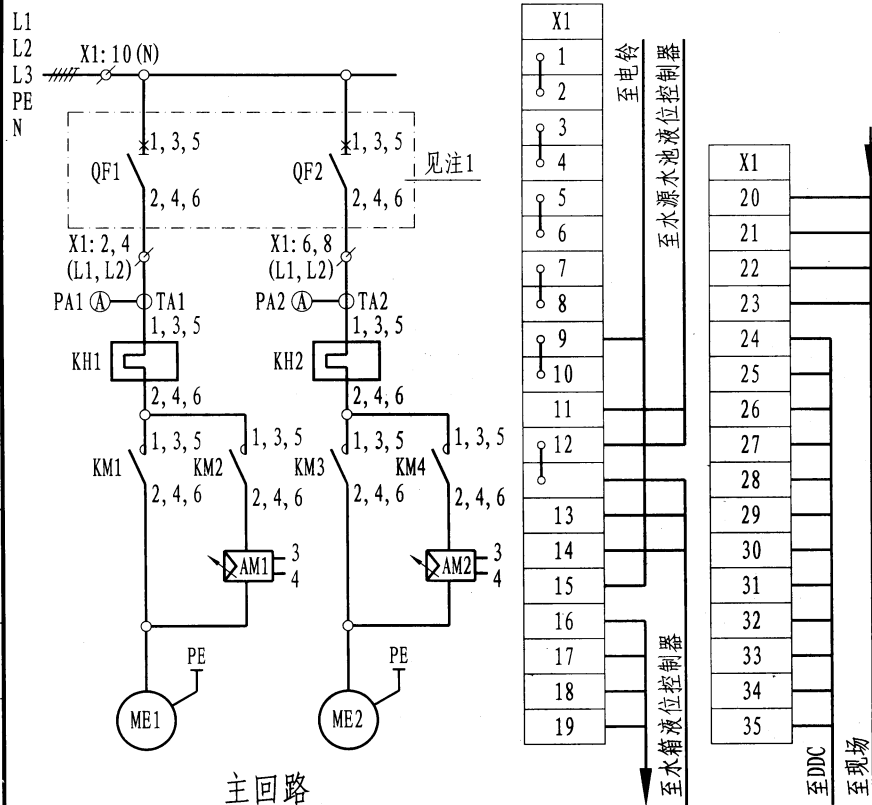 L1
L2
L3
PE
N
X1:10(N)
QF1
1,3,5
2,4,6
QF2
1,3,5
2,4,6
见注1
X1:2,4
(L1,L2)
X1:6,8
(L1,L2)
PA1 A TA1
PA2 A TA2
1,3,5
KH1
2,4,6
1,3,5
KH2
2,4,6
KM1
1,3,5
2,4,6
KM2
1,3,5
2,4,6
KM3
1,3,5
2,4,6
KM4
1,3,5
2,4,6
AM1
3
4
AM2
3
4
PE
ME1
PE
ME2
主回路
X1
1
2
3
4
5
6
7
8
9
10
11
12
13
14
15
16
17
18
19
至电铃
至水源水池液位控制器
至水箱液位控制器
X1
20
21
22
23
24
25
26
27
28
29
30
31
32
33
34
35
至DDC
至现场